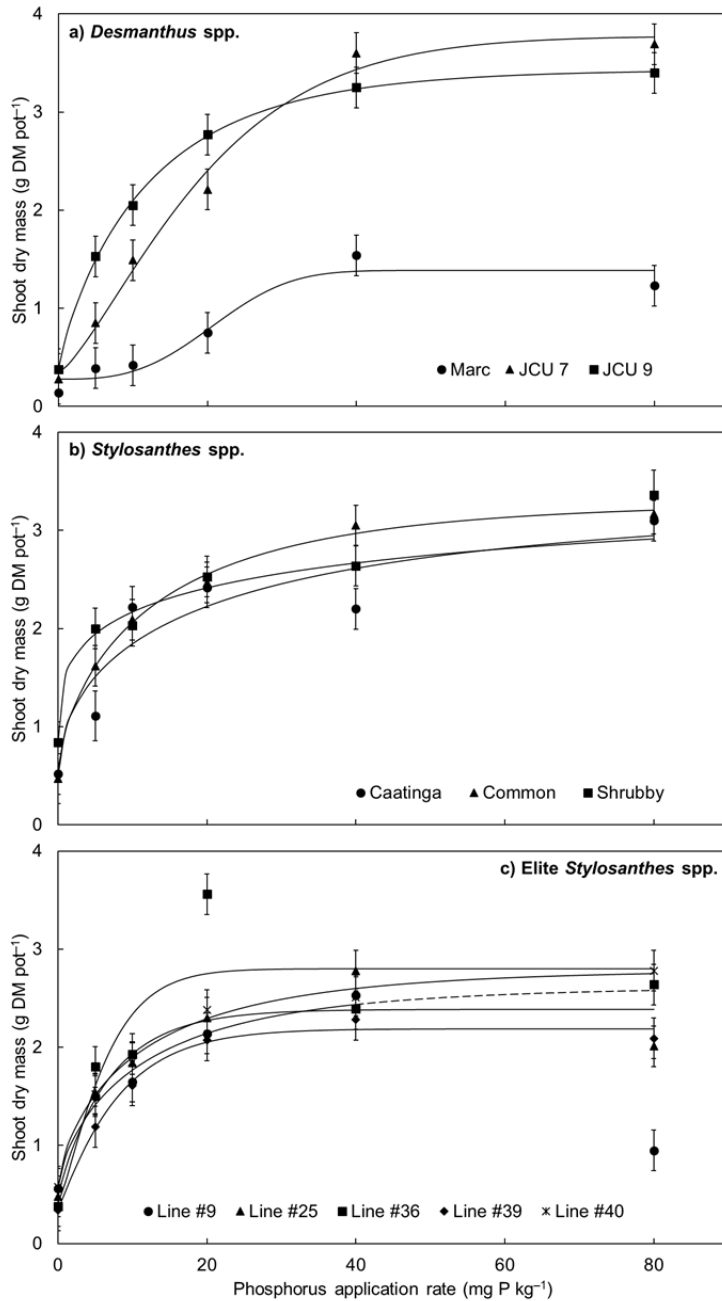 a) Desmanthus spp.
4
3
2
1
0
Shoot dry mass (g DM pot⁻¹)
Marc JCU 7 JCU 9
b) Stylosanthes spp.
4
3
2
1
0
Shoot dry mass (g DM pot⁻¹)
Caatinga Common Shrubby
c) Elite Stylosanthes spp.
4
3
2
1
0
Shoot dry mass (g DM pot⁻¹)
Line #9 Line #25 Line #36 Line #39 Line #40
0 20 40 60 80
Phosphorus application rate (mg P kg⁻¹)